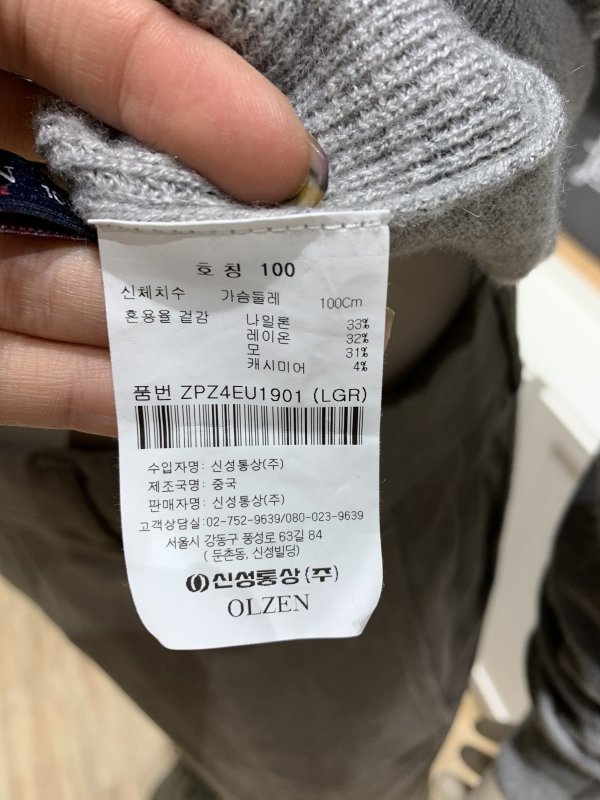 호 칭 100
신체치수 가슴둘레 100Cm
혼용율 겉감 나일론 33%
레이온 32%
모 31%
캐시미어 4%
품번 ZPZ4EU1901 (LGR)
수입자명: 신성통상(주)
제조국명: 중국
판매자명: 신성통상(주)
고객상담실:02-752-9639/080-023-9639
서울시 강동구 풍성로 63길 84
( 둔촌동, 신성빌딩)
신성통상(주)
OLZEN